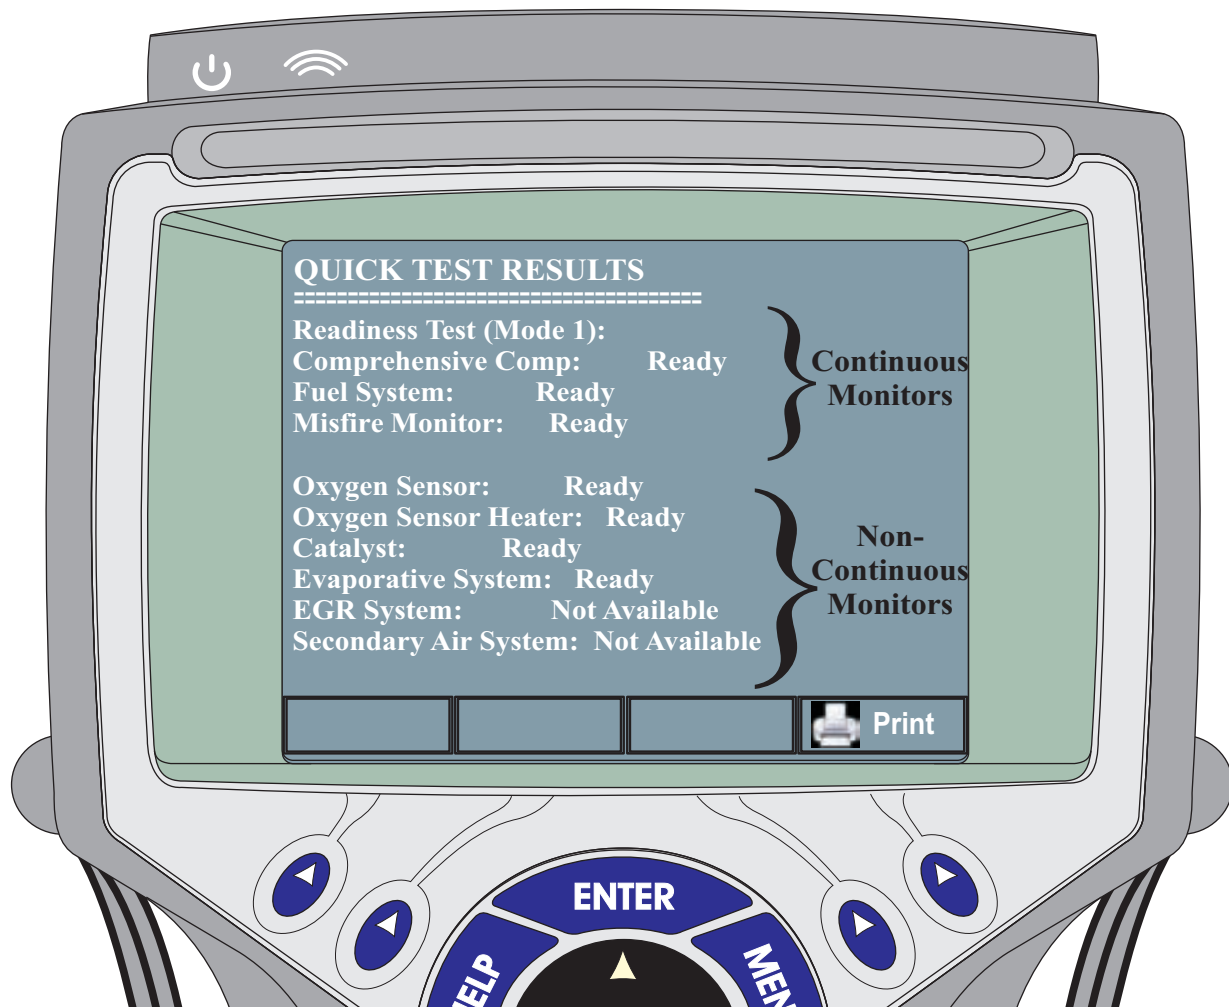 QUICK TEST RESULTS
======================================
Readiness Test (Mode 1):
Comprehensive Comp: Ready
Fuel System: Ready
Misfire Monitor: Ready
Continuous
Monitors
Oxygen Sensor: Ready
Oxygen Sensor Heater: Ready
Catalyst: Ready
Evaporative System: Ready
EGR System: Not Available
Secondary Air System: Not Available
Non-
Continuous
Monitors
Print
ENTER
HELP
MEN